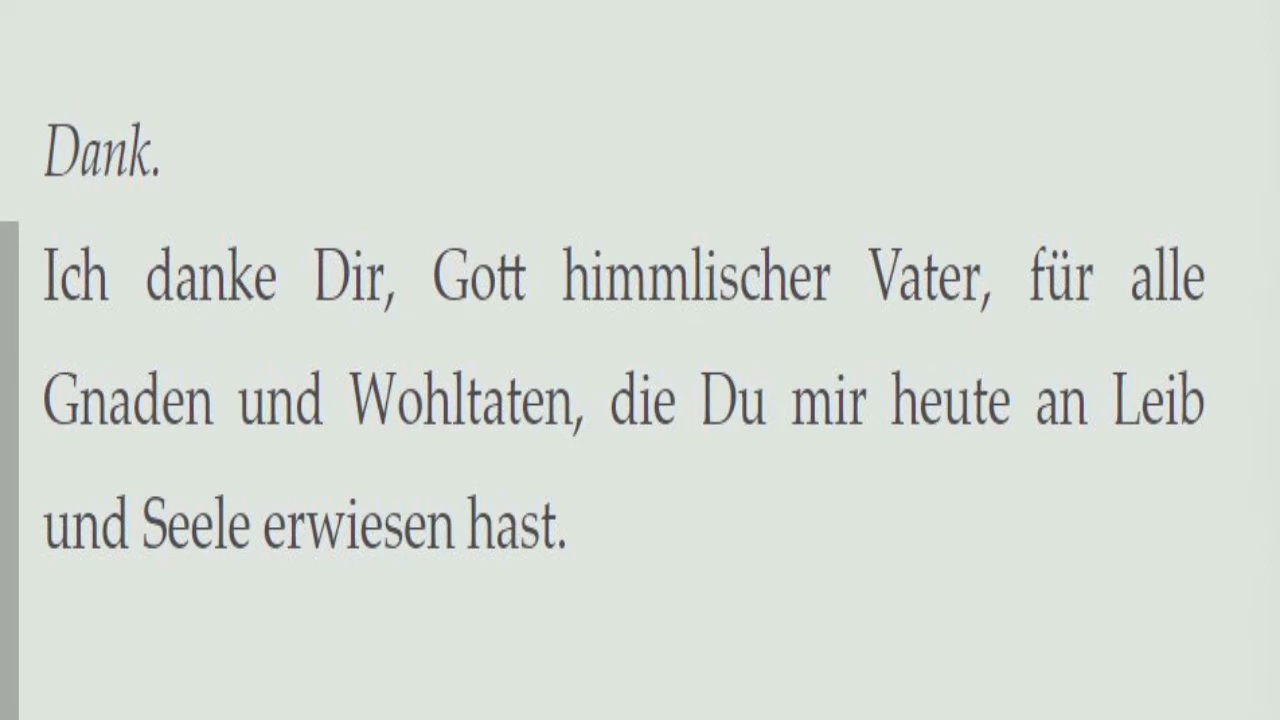 Dank.
Ich danke Dir, Gott himmlischer Vater, für alle
Gnaden und Wohltaten, die Du mir heute an Leib
und Seele erwiesen hast.